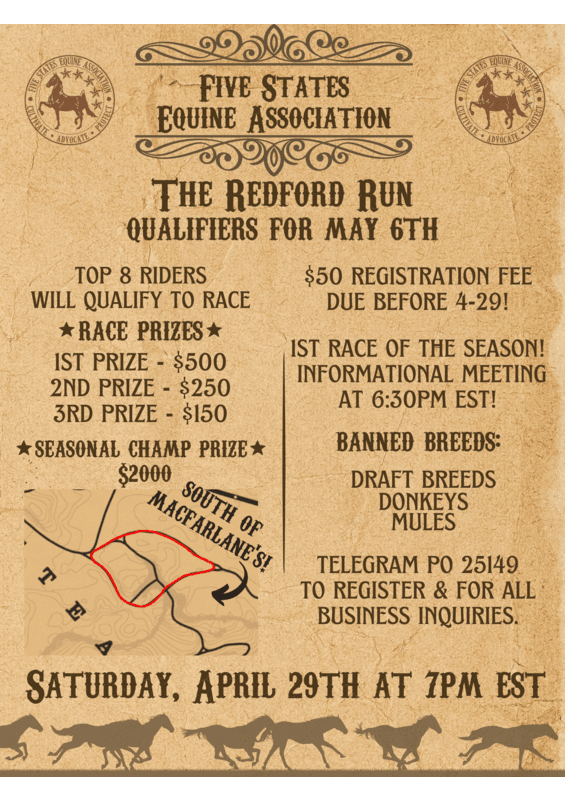 FIVE STATES EQUINE ASSOCIATION
CULTIVATE • ADVOCATE • PROTECT
FIVE STATES
EQUINE ASSOCIATION
FIVE STATES EQUINE ASSOCIATION
CULTIVATE • ADVOCATE • PROTECT
THE REDFORD RUN
QUALIFIERS FOR MAY 6TH
TOP 8 RIDERS
WILL QUALIFY TO RACE
★RACE PRIZES★
1ST PRIZE - $500
2ND PRIZE - $250
3RD PRIZE - $150
★SEASONAL CHAMP PRIZE★
$2000
SOUTH OF
MACFARLANE'S!
T E A
$50 REGISTRATION FEE
DUE BEFORE 4-29!
1ST RACE OF THE SEASON!
INFORMATIONAL MEETING
AT 6:30PM EST!
BANNED BREEDS:
DRAFT BREEDS
DONKEYS
MULES
TELEGRAM PO 25149
TO REGISTER & FOR ALL
BUSINESS INQUIRIES.
SATURDAY, APRIL 29TH AT 7PM EST